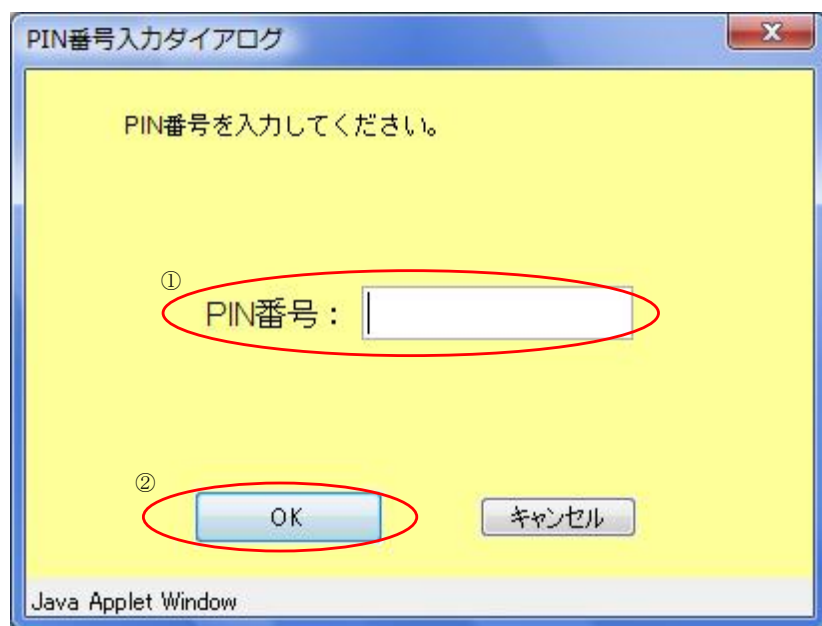 PIN番号入力ダイアログ
PIN番号を入力してください。
①
PIN番号：
②
OK キャンセル
Java Applet Window